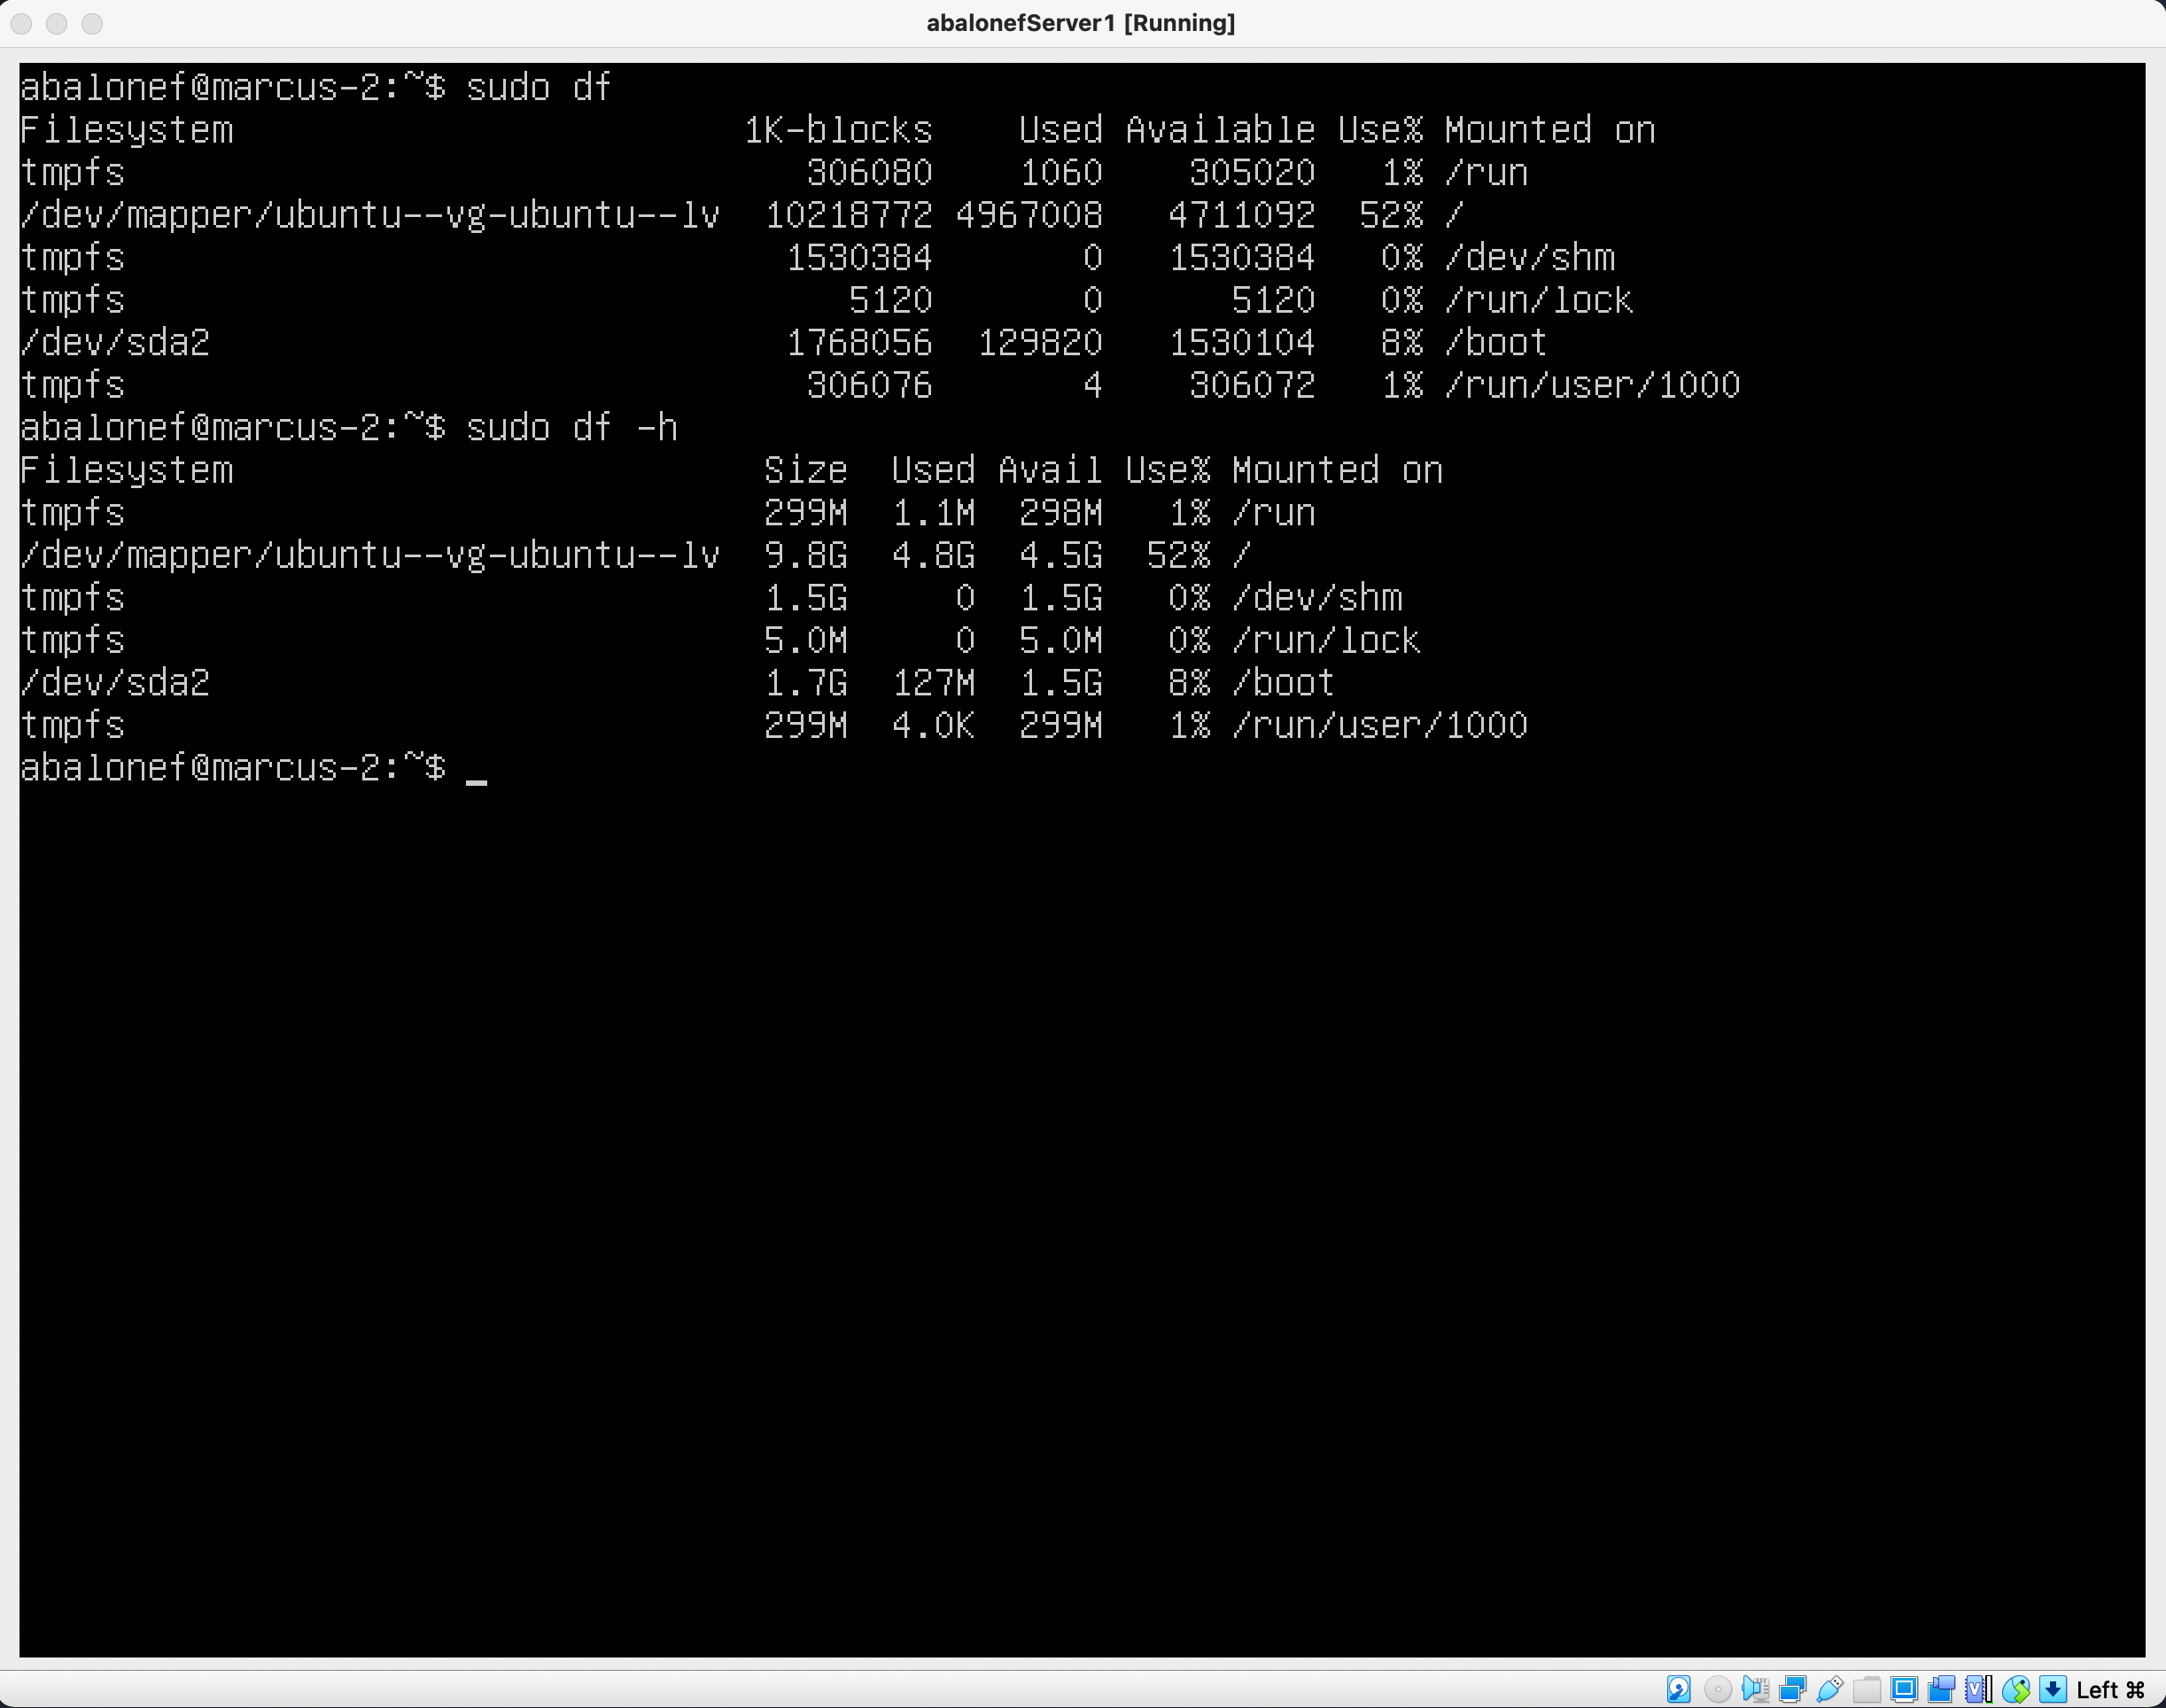 abalonefServer1 [Running]
abalonef@marcus-2:~$ sudo df
Filesystem                        1K-blocks    Used Available Use% Mounted on
tmpfs                                306080    1060    305020   1% /run
/dev/mapper/ubuntu--vg-ubuntu--lv  10218772 4967008   4711092  52% /
tmpfs                               1530384       0   1530384   0% /dev/shm
tmpfs                                  5120       0      5120   0% /run/lock
/dev/sda2                           1768056  129820   1530104   8% /boot
tmpfs                                306076       4    306072   1% /run/user/1000
abalonef@marcus-2:~$ sudo df -h
Filesystem                         Size  Used Avail Use% Mounted on
tmpfs                              299M  1.1M  298M   1% /run
/dev/mapper/ubuntu--vg-ubuntu--lv  9.8G  4.8G  4.5G  52% /
tmpfs                              1.5G     0  1.5G   0% /dev/shm
tmpfs                              5.0M     0  5.0M   0% /run/lock
/dev/sda2                          1.7G  127M  1.5G   8% /boot
tmpfs                              299M  4.0K  299M   1% /run/user/1000
abalonef@marcus-2:~$ _
Left ⌘